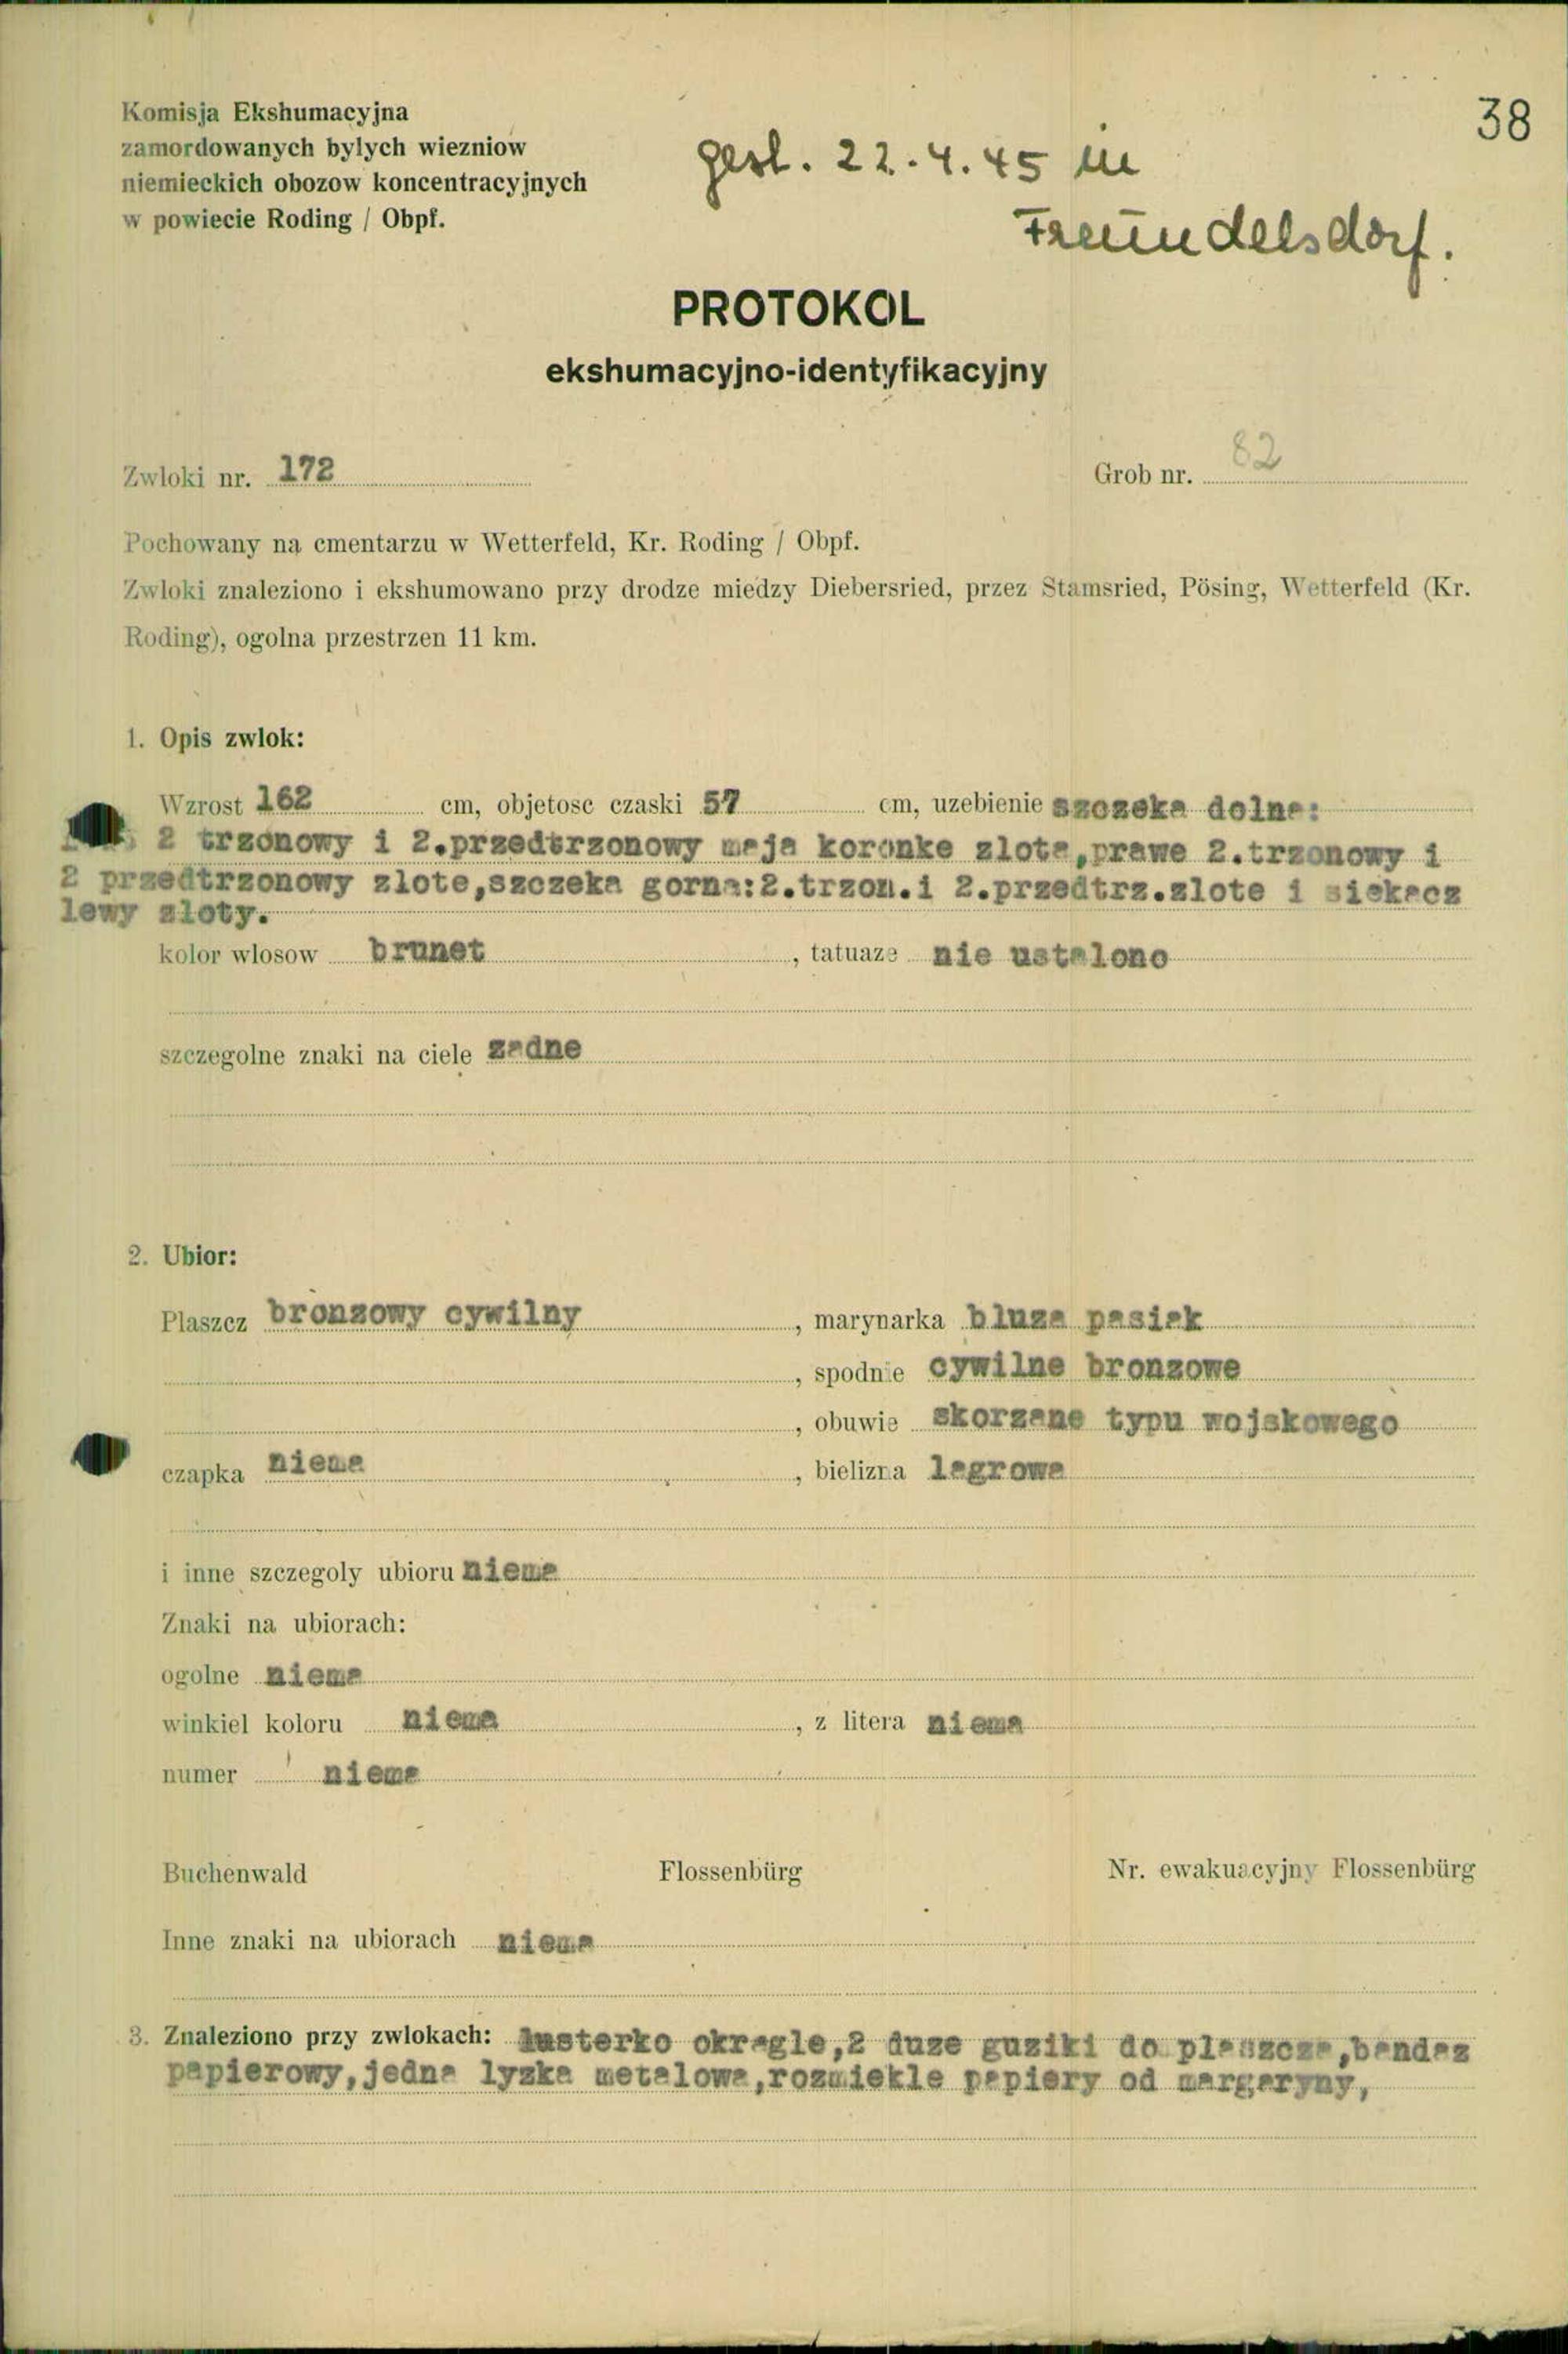 38
Komisja Ekshumacyjna
zamordowanych bylych wiezniow
niemieckich obozow koncentracyjnych
w powiecie Roding / Obpf.
gest. 22.4.45 in
Freundelsdorf.
PROTOKOL
ekshumacyjno-identyfikacyjny
Zwloki nr. 172 Grob nr. 82
Pochowany na cmentarzu w Wetterfeld, Kr. Roding / Obpf.
Zwloki znaleziono i ekshumowano przy drodze miedzy Diebersried, przez Stamsried, Pösing, Wetterfeld (Kr.
Roding), ogolna przestrzen 11 km.
1. Opis zwlok:
Wzrost 162 cm, objetosc czaski 57 cm, uzebienie szczeka dolna:
2 trzonowy i 2.przedtrzonowy maja koronke zlota,prawe 2.trzonowy i
2 przedtrzonowy zlote,szczeka gorna:2.trzon.i 2.przedtrz.zlote i siekacz
lewy zloty.
kolor wlosow brunet , tatuaze nie ustalono
szczegolne znaki na ciele zadne
2. Ubior:
Plaszcz bronzowy cywilny , marynarka bluza pasiak
, spodnie cywilne bronzowe
, obuwie skorzane typu wojskowego
czapka niema , bielizna lagrowa
i inne szczegoly ubioru niema
Znaki na ubiorach:
ogolne niema
winkiel koloru niema , z litera niema
numer niema
Buchenwald Flossenbürg Nr. ewakuacyjny Flossenbürg
Inne znaki na ubiorach niema
3. Znaleziono przy zwlokach: lusterko okragle,2 duze guziki do plaszcza,bandaz
papierowy,jedna lyzka metalowa,rozmiekle papiery od margaryny,